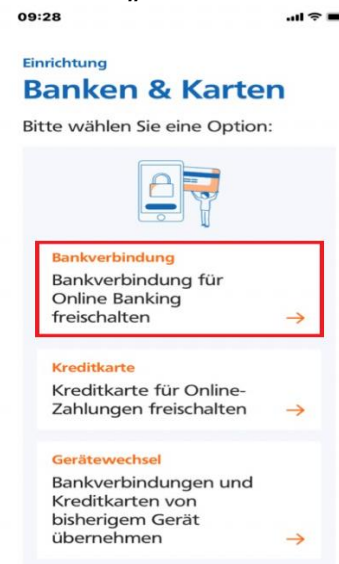 09:28
Einrichtung
Banken & Karten
Bitte wählen Sie eine Option:
Bankverbindung
Bankverbindung für
Online Banking
freischalten
Kreditkarte
Kreditkarte für Online-
Zahlungen freischalten
Gerätewechsel
Bankverbindungen und
Kreditkarten von
bisherigem Gerät
übernehmen